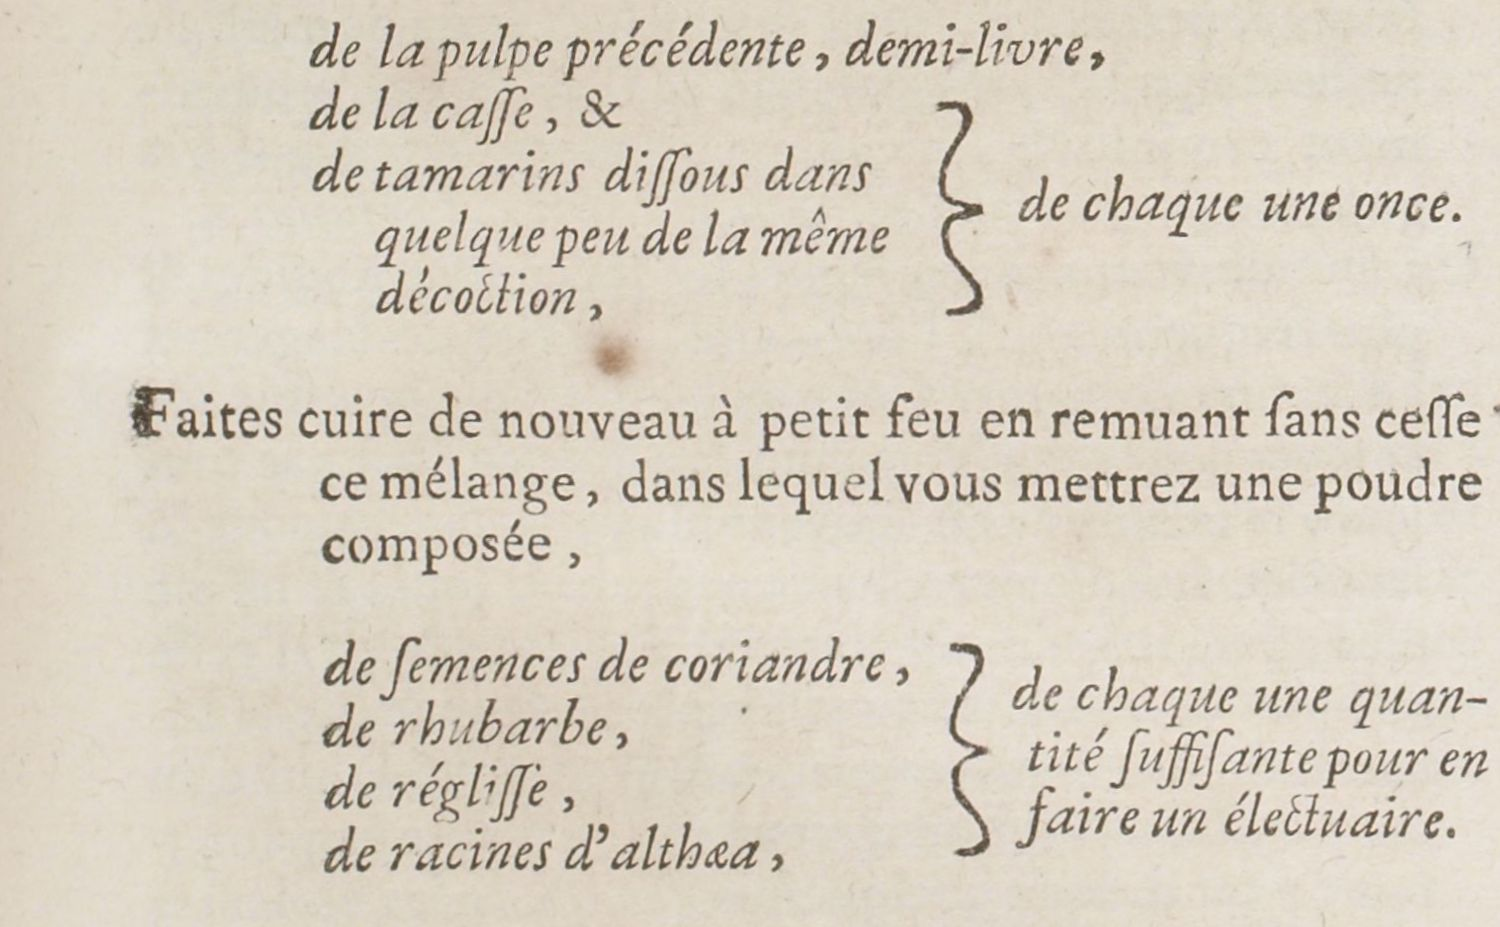 de la pulpe précédente, demi-livre,
de la caſſe, &
de tamarins diſſous dans
quelque peu de la même
décoction,
de chaque une once.
Faites cuire de nouveau à petit feu en remuant ſans ceſſe
ce mélange, dans lequel vous mettrez une poudre
composée,
de ſemences de coriandre,
de rhubarbe,
de régliſſe,
de racines d'althæa,
de chaque une quan-
tité ſuffiſante pour en
faire un électuaire.